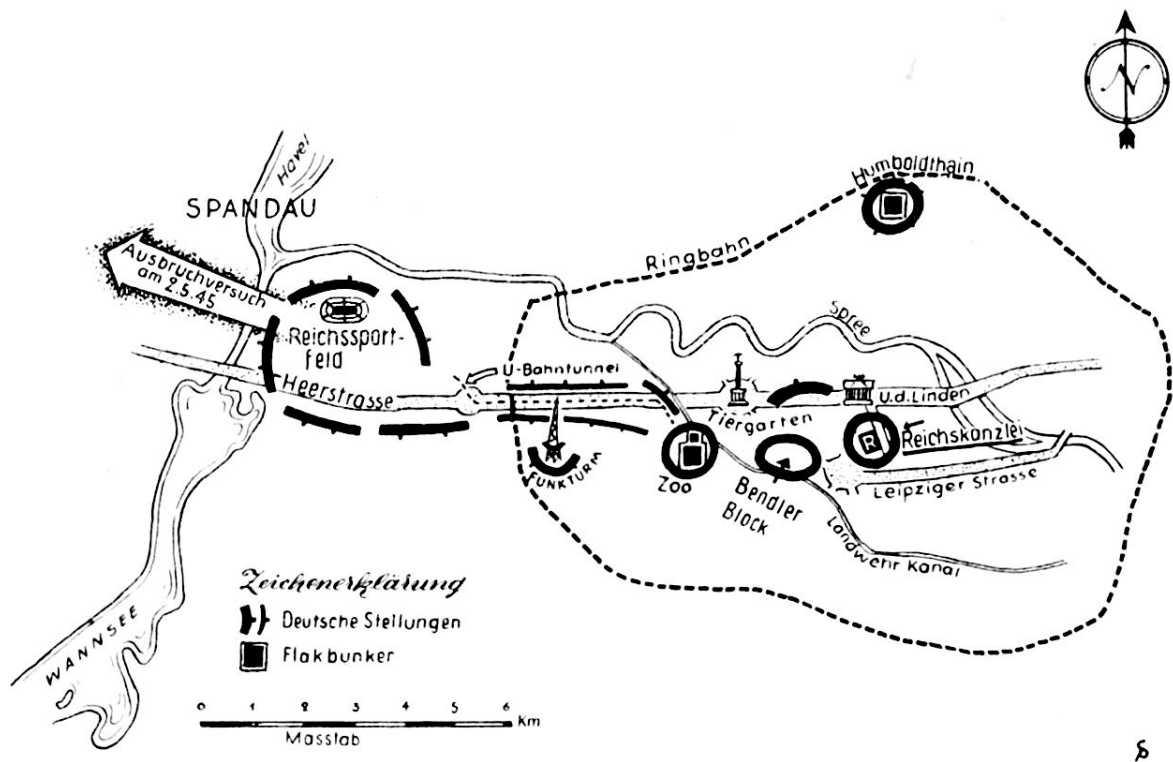 N
Humboldthain
Havel
SPANDAU
Ringbahn
Ausbruchversuch
am 2.5.45
Spree
Reichssport-
feld
U-Bahntunnel
Heerstrasse
U.d.Linden
Tiergarten
R
Reichskanzlei
FUNKTURM
Zoo
Leipziger Strasse
Bendler
Block
Landwehr Kanal
Zeichenerklärung
Deutsche Stellungen
Flakbunker
WANNSEE
0 1 2 3 4 5 6 Km
Masstab